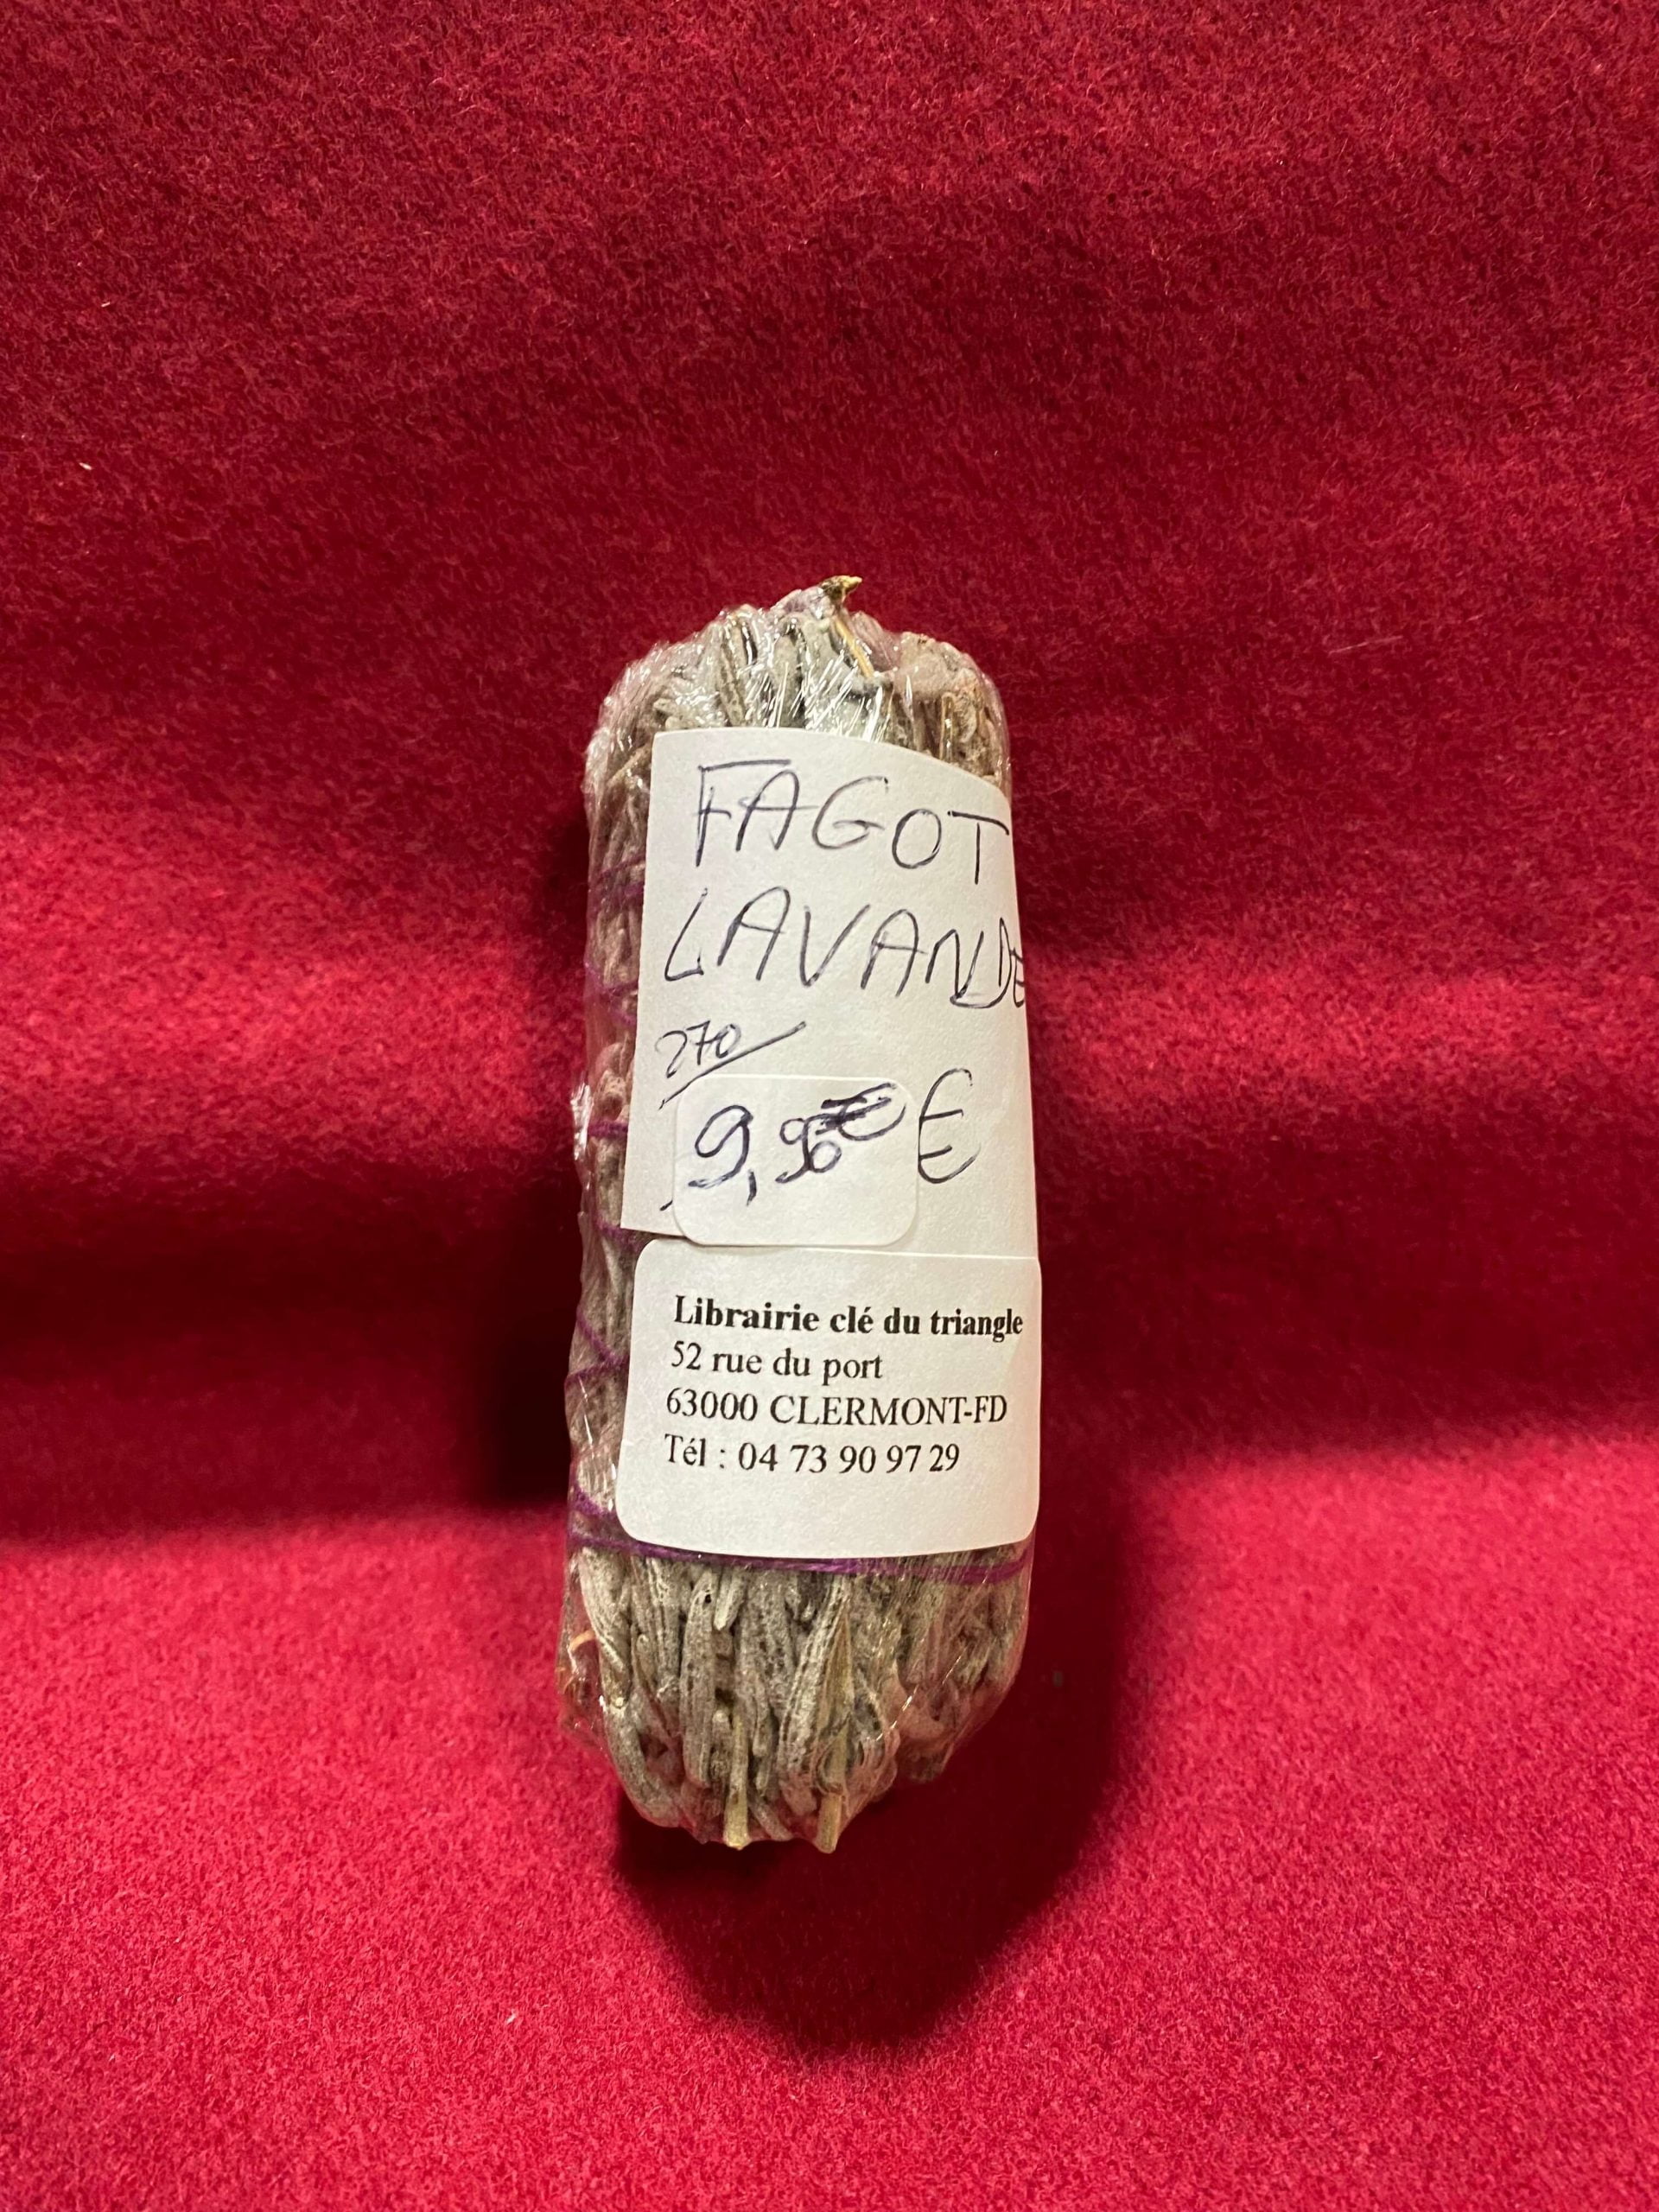 FAGOT
LAVANDE
270
9,90€ €
Librairie clé du triangle
52 rue du port
63000 CLERMONT-FD
Tél : 04 73 90 97 29